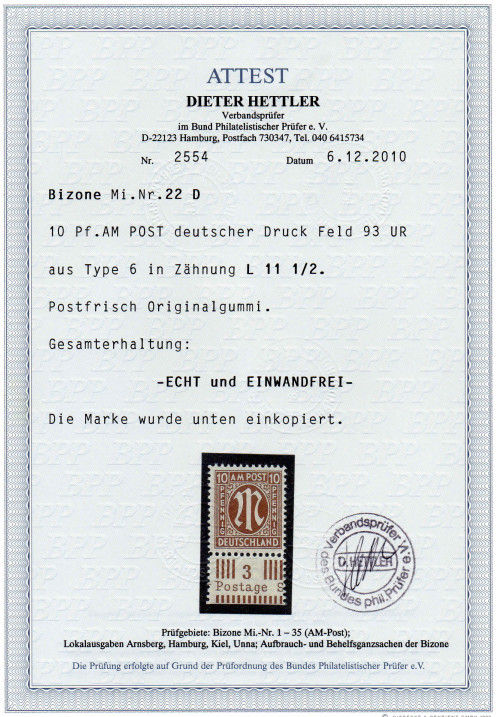 ATTEST
DIETER HETTLER
Verbandsprüfer
im Bund Philatelistischer Prüfer e. V.
D-22123 Hamburg, Postfach 730347, Tel. 040 6415734
Nr. 2554 Datum 6.12.2010
Bizone Mi.Nr.22 D
10 Pf.AM POST deutscher Druck Feld 93 UR
aus Type 6 in Zähnung L 11 1/2.
Postfrisch Originalgummi.
Gesamterhaltung:
-ECHT und EINWANDFREI-
Die Marke wurde unten einkopiert.
10 AM POST 10
PFENNIG M PFENNIG
DEUTSCHLAND
3
Postage
Verbandsprüfer
D. HETTLER
des Bundes phil. Prüfer e.V.
Prüfgebiete: Bizone Mi.-Nr. 1 – 35 (AM-Post);
Lokalausgaben Arnsberg, Hamburg, Kiel, Unna; Aufbrauch- und Behelfsganzsachen der Bizone
Die Prüfung erfolgte auf Grund der Prüfordnung des Bundes Philatelistischer Prüfer e.V.